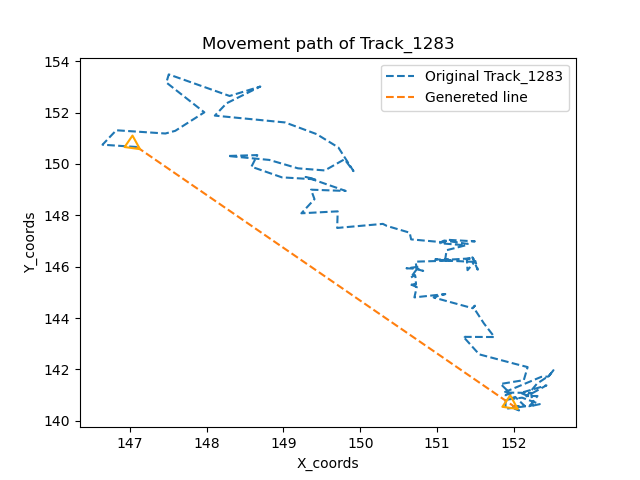 Movement path of Track_1283
Original Track_1283
Genereted line
Y_coords
154
152
150
148
146
144
142
140
147
148
149
150
151
152
X_coords